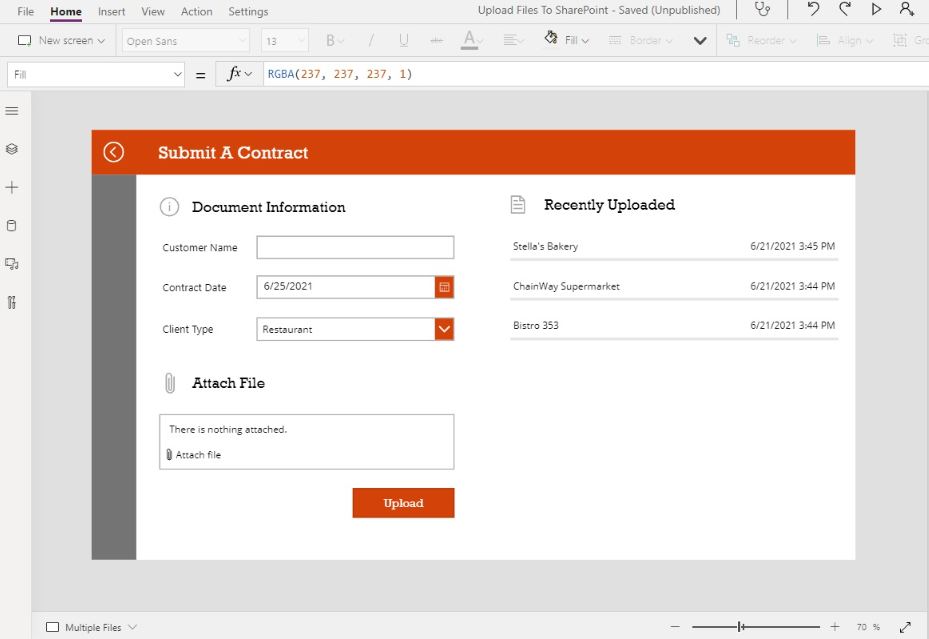 File Home Insert View Action Settings Upload Files To SharePoint - Saved (Unpublished)
New screen Open Sans 13 B / U abc A Fill Border Reorder Align
Fill = fx RGBA(237, 237, 237, 1)
Submit A Contract
Document Information
Customer Name
Contract Date 6/25/2021
Client Type Restaurant
Attach File
There is nothing attached.
Attach file
Upload
Recently Uploaded
Stella's Bakery 6/21/2021 3:45 PM
ChainWay Supermarket 6/21/2021 3:44 PM
Bistro 353 6/21/2021 3:44 PM
Multiple Files 70 %